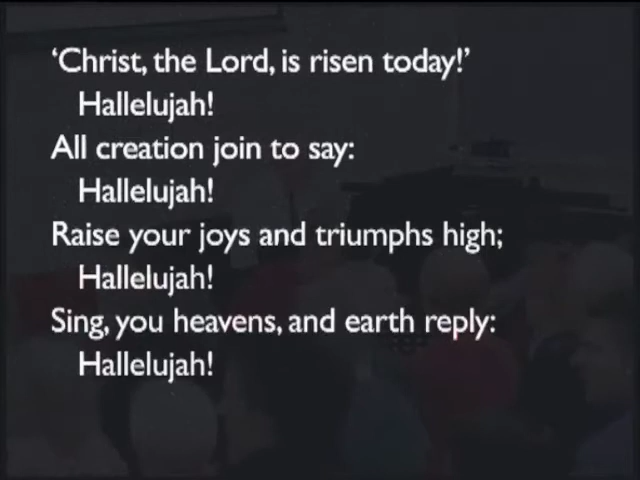 ‘Christ, the Lord, is risen today!’
Hallelujah!
All creation join to say:
Hallelujah!
Raise your joys and triumphs high;
Hallelujah!
Sing, you heavens, and earth reply:
Hallelujah!